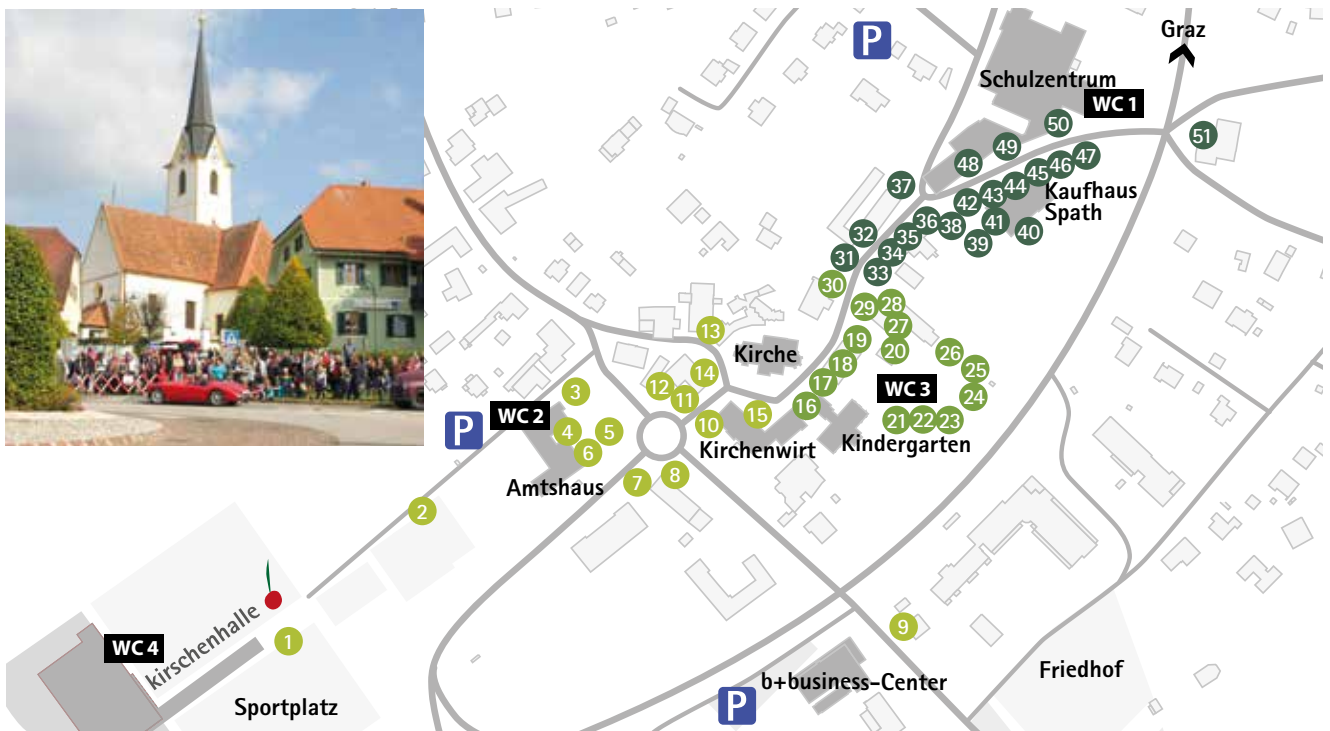 P
Graz
Schulzentrum
WC 1
50
51
49
48
47
46
45
44
Kaufhaus
Spath
43
42
41
40
39
38
37
36
35
34
33
32
31
30
29
28
27
26
25
24
23
22
21
20
WC 3
19
18
17
16
Kindergarten
Kirche
13
14
12
11
10
15
Kirchenwirt
3
WC 2
P
4
5
6
Amtshaus
7
8
2
9
kirschenhalle
WC 4
1
Sportplatz
b+business-Center
P
Friedhof